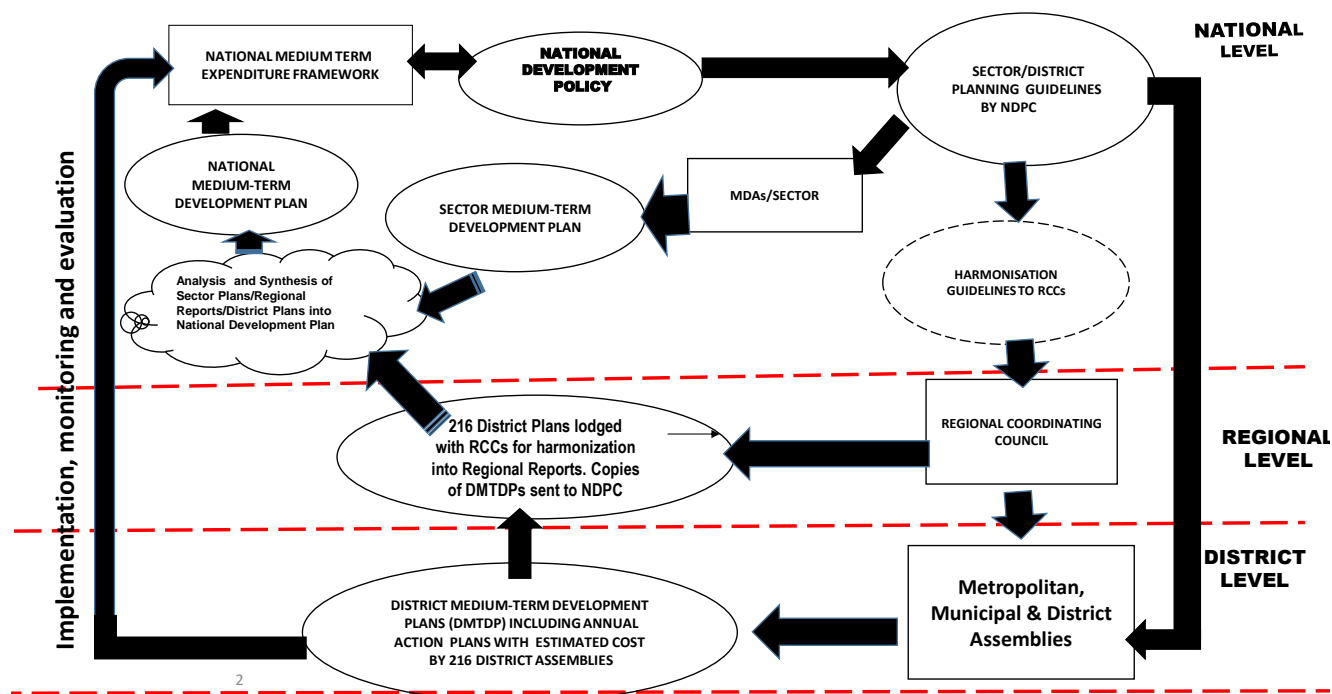 NATIONAL
LEVEL
NATIONAL MEDIUM TERM
EXPENDITURE FRAMEWORK
NATIONAL
DEVELOPMENT
POLICY
SECTOR/DISTRICT
PLANNING GUIDELINES
BY NDPC
NATIONAL
MEDIUM-TERM
DEVELOPMENT PLAN
SECTOR MEDIUM-TERM
DEVELOPMENT PLAN
MDAs/SECTOR
HARMONISATION
GUIDELINES TO RCCs
Analysis and Synthesis of
Sector Plans/Regional
Reports/District Plans into
National Development Plan
Implementation, monitoring and evaluation
216 District Plans lodged
with RCCs for harmonization
into Regional Reports. Copies
of DMTDPs sent to NDPC
REGIONAL COORDINATING
COUNCIL
REGIONAL
LEVEL
DISTRICT
LEVEL
DISTRICT MEDIUM-TERM DEVELOPMENT
PLANS (DMTDP) INCLUDING ANNUAL
ACTION PLANS WITH ESTIMATED COST
BY 216 DISTRICT ASSEMBLIES
Metropolitan,
Municipal & District
Assemblies
2